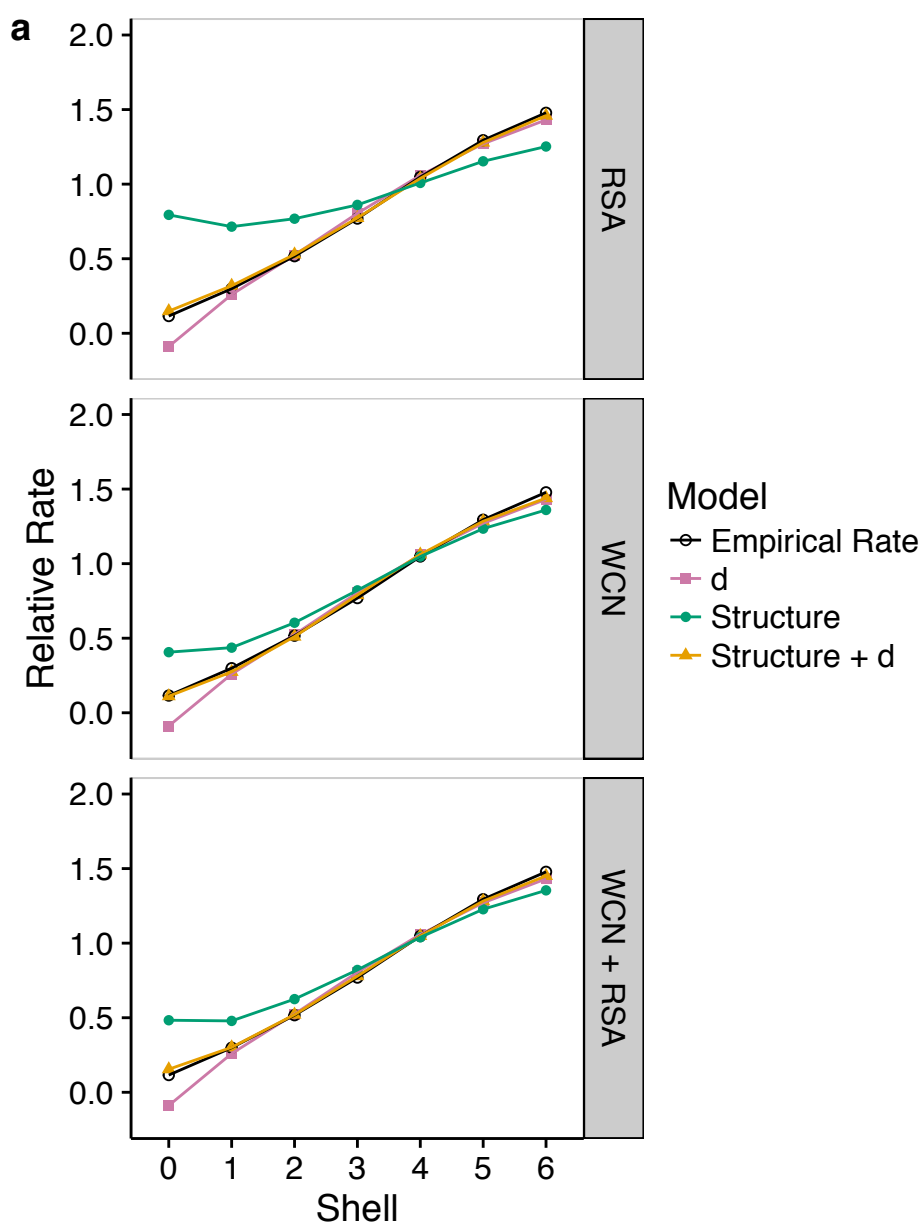 a
2.0
1.5
1.0
0.5
0.0
RSA
2.0
1.5
1.0
0.5
0.0
WCN
2.0
1.5
1.0
0.5
0.0
WCN + RSA
Relative Rate
0 1 2 3 4 5 6
Shell
Model
Empirical Rate
d
Structure
Structure + d